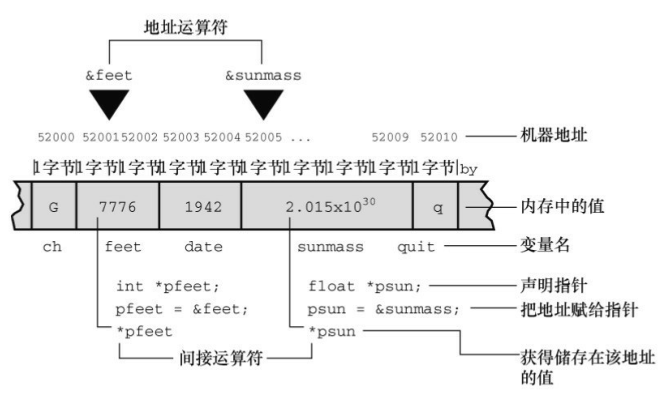 地址运算符
&feet &sunmass
52000 52001 52002 52003 52004 52005 ... 52009 52010 机器地址
1字节 1字节 1字节 1字节 1字节 1字节 1字节 1字节 1字节 1字节 by
G 7776 1942 2.015x10³⁰ q 内存中的值
ch feet date sunmass quit 变量名
int *pfeet; float *psun; 声明指针
pfeet = &feet; psun = &sunmass; 把地址赋给指针
*pfeet *psun
间接运算符 获得储存在该地址
的值